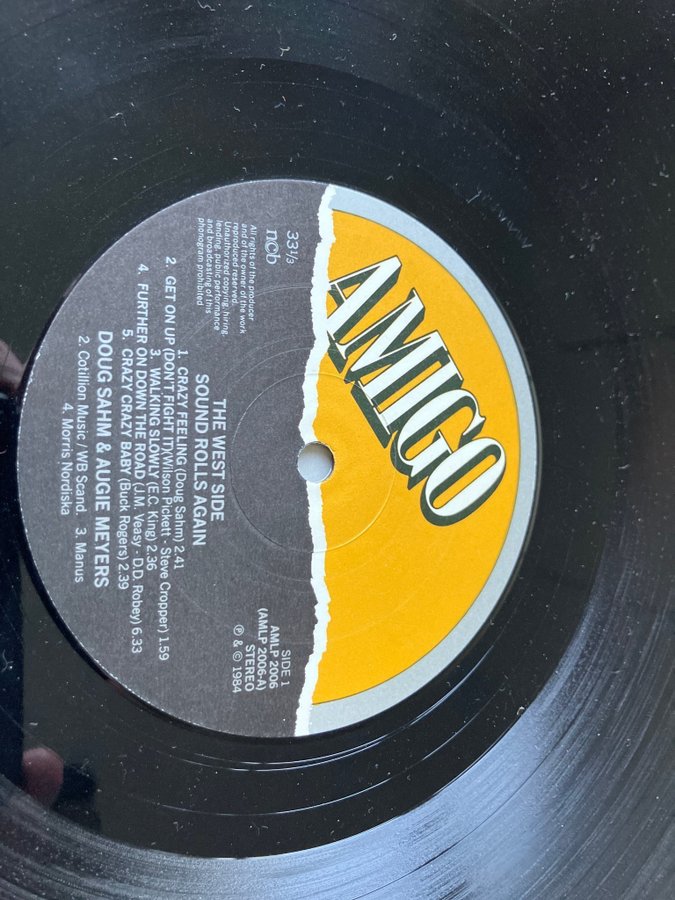 AMIGO
33 1/3
n©b
All rights of the producer
and of the owner of the work
reproduced reserved.
Unauthorized copying, hiring
lending, public performance
and broadcasting of this
phonogram prohibited
SIDE 1
AMLP 2006
(AMLP 2006-A)
STEREO
℗ & © 1984
THE WEST SIDE
SOUND ROLLS AGAIN
1. CRAZY FEELING (Doug Sahm) 2.41
2. GET ON UP (DON'T FIGHT IT)(Wilson Pickett - Steve Cropper) 1.59
3. WALKING SLOWLY (E.C. King) 2.36
4. FURTHER ON DOWN THE ROAD (J.M. Veasy - D.D. Robey) 6.33
5. CRAZY CRAZY BABY (Buck Rogers) 2.39
DOUG SAHM & AUGIE MEYERS
2. Cotillion Music/WB Scand. 3. Manus
4. Morris Nordiska